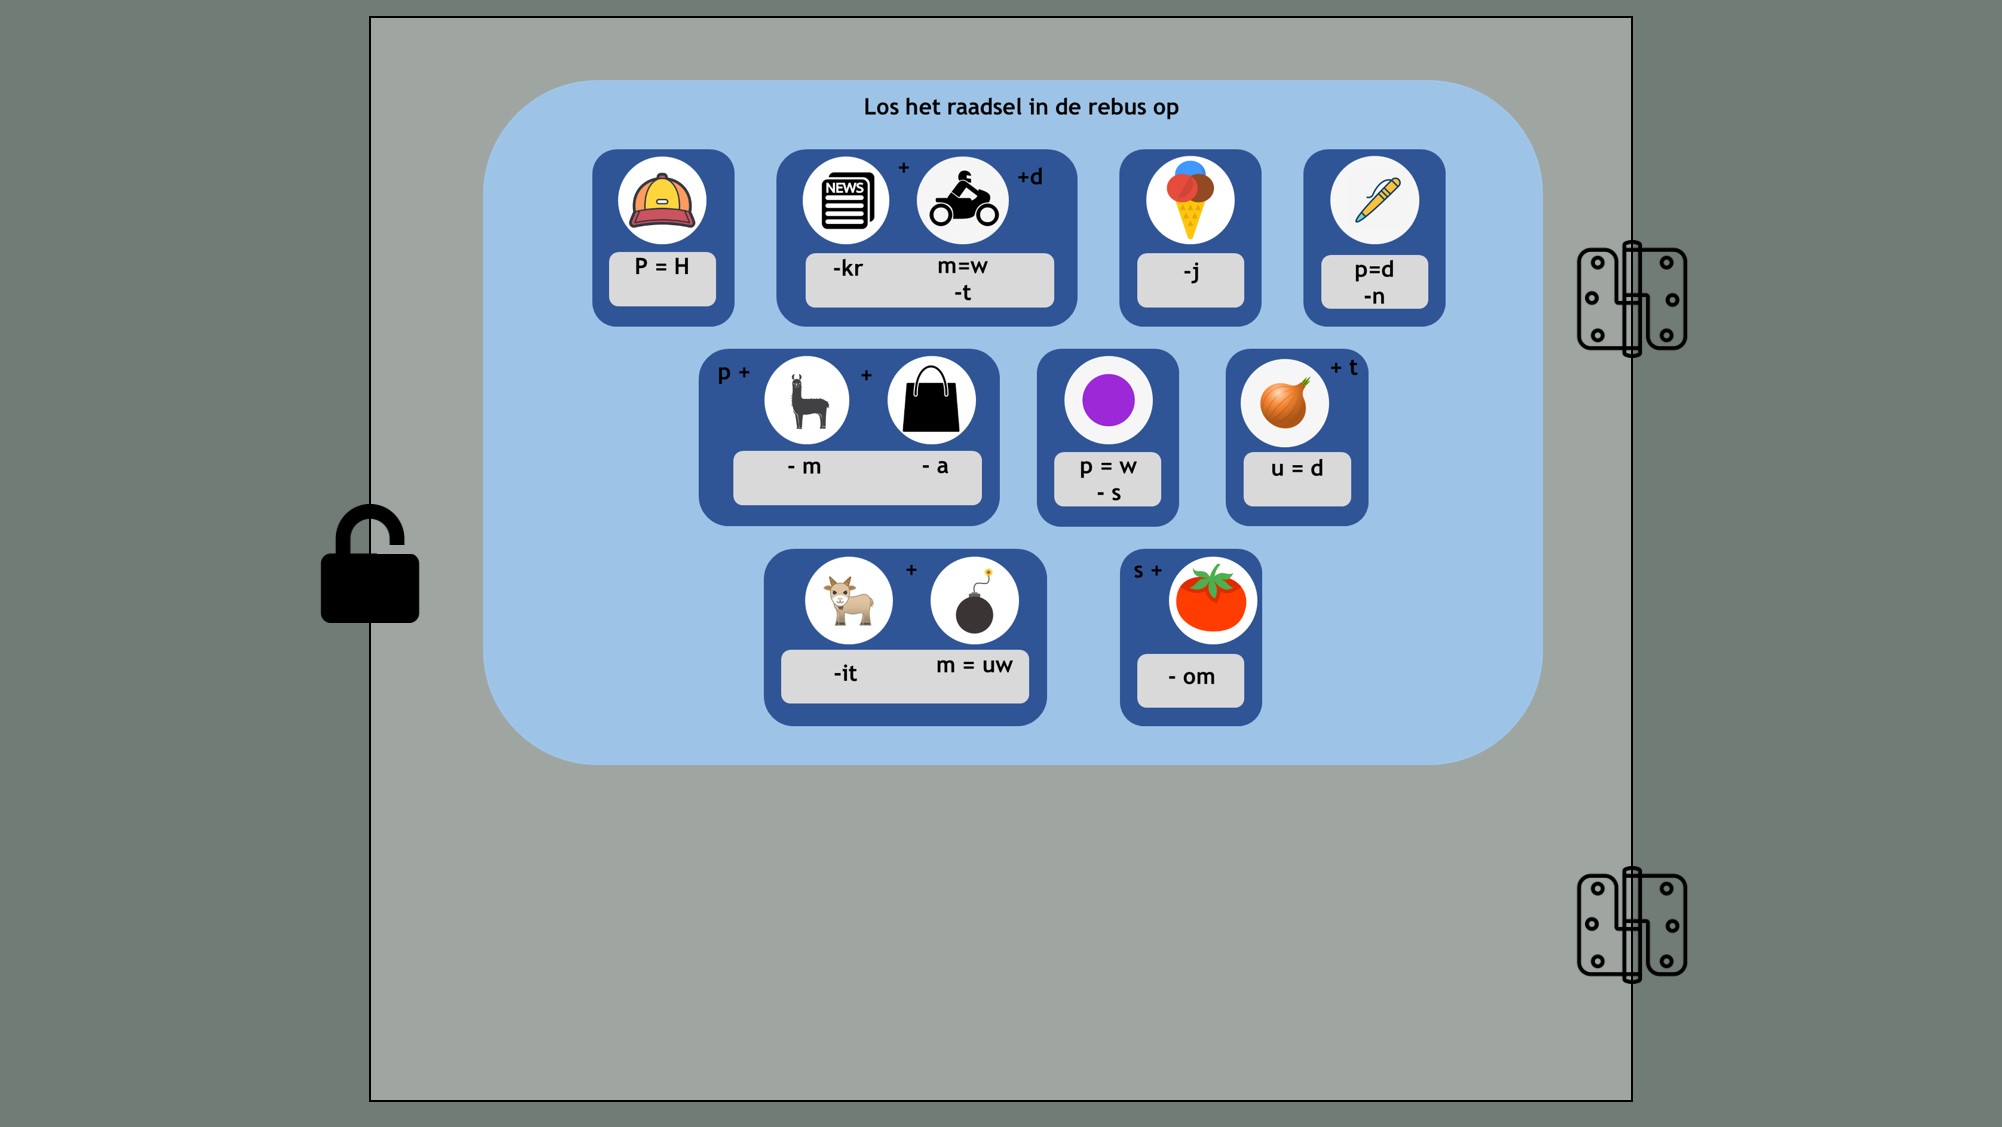 Los het raadsel in de rebus op
NEWS
+
+d
P = H
-kr
m=w
-t
-j
p=d
-n
p +
+
+ t
- m
- a
p = w
- s
u = d
+
s +
-it
m = uw
- om